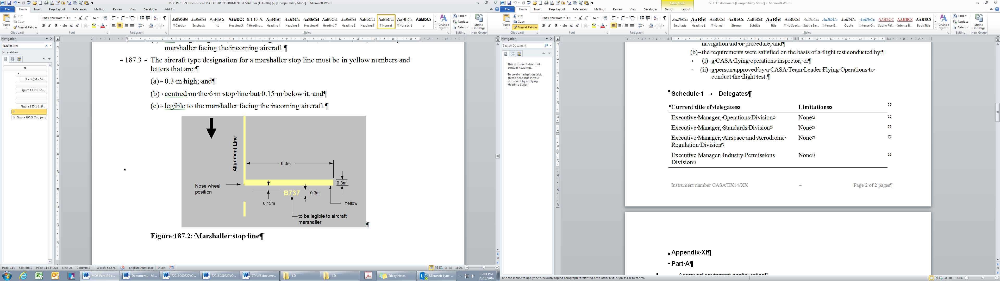 MOS Part 139 amendment MAJOR PIR INSTRUMENT REMAKE ns (11Oct16) (2) [Compatibility Mode] - Microsoft Word
File Home Insert Page Layout References Mailings Review View Developer Add-Ins
Paste
Cut
Copy
Format Painter
Clipboard
Times New Rom 12
Font
Paragraph
AaBbCcDd AaBbCcL AaBbCc AaBbCc 9.1.10 AaBbC AaBbCc AaBbCcI AaBbCcI AaBbCcL AaBbCcI AaBbCcI AaBbCc AaBbC
¶ Caption Emphasis h1 Heading 3 ¶ Heading... Heading 4 Heading 5 Heading 6 Heading 7 Heading 8 Heading 9 ¶ Normal ¶ Note Lvl 1 p
Styles
Change Styles
Find
Replace
Select
Editing
Shrink One Page
New Group
Navigation
lead in line
No matches
D = k ((S1 - S2...
Figure 133.1: Ga...
Figure 150.1-1: P...
Figure 193.3: Tug pa...
marshaller facing the incoming aircraft.¶
187.3 The aircraft type designation for a marshaller stop line must be in yellow numbers and
letters that are:¶
(a) 0.3 m high; and¶
(b) centred on the 6 m stop line but 0.15 m below it; and¶
(c) legible to the marshaller facing the incoming aircraft.¶
Alignment Line
6.0m
0.3m
Nose wheel
position
B737
0.3m
0.15m
Yellow
to be legible to aircraft
marshaller
¶
Figure 187.2: Marshaller stop line¶
Page: 114 Section: 1 Page: 114 of 208 Line: 28 Column: 2 Words: 58,576 English (Australia) Insert 180%
MOS Part 139 a... Document1 - Mi... F2016C00220VO... F2016C00220VO... STYLES docume... LD LD Sticky Notes Microsoft Lync ...
12:04 PM
31/10/2016
Table Tools
STYLES document [Compatibility Mode] - Microsoft Word
File Home Insert Page Layout References Mailings Review View Developer Design Layout
Paste
Cut
Copy
Format Painter
Clipboard
Times New Rom 12
Font
Paragraph
Emphasis Heading 1 ¶ Normal Strong Subtitle Title ¶ No Spaci... Subtle Em... Intense E... Quote Intense Q... Subtle Ref... Intense R... Book Title
Styles
Change Styles
Find
Replace
Select
Editing
Shrink One Page
New Group
Navigation
Search Document
This document does not
contain headings.
To create navigation tabs,
create headings in your
document by applying
Heading Styles.
navigation aid or procedure; and¶
(b) the requirements were satisfied on the basis of a flight test conducted by:¶
(i) a CASA flying operations inspector; or¶
(ii) a person approved by a CASA Team Leader Flying Operations to
conduct the flight test.¶
Schedule 1 Delegates¶
Current title of delegates¤ Limitations¤ ¤
Executive Manager, Operations Division¤ None¤ ¤
Executive Manager, Standards Division¤ None¤ ¤
Executive Manager, Airspace and Aerodrome None¤ ¤
Regulation Division¤
Executive Manager, Industry Permissions None¤ ¤
Division¤
Instrument number CASA°EX14/XX Page 2 of 2 pages¶
Appendix XI¶
Part A¶
Approved equipment configuration¶
Use the mouse to apply the previously copied paragraph formatting onto other text, or press Esc to cancel. 148%